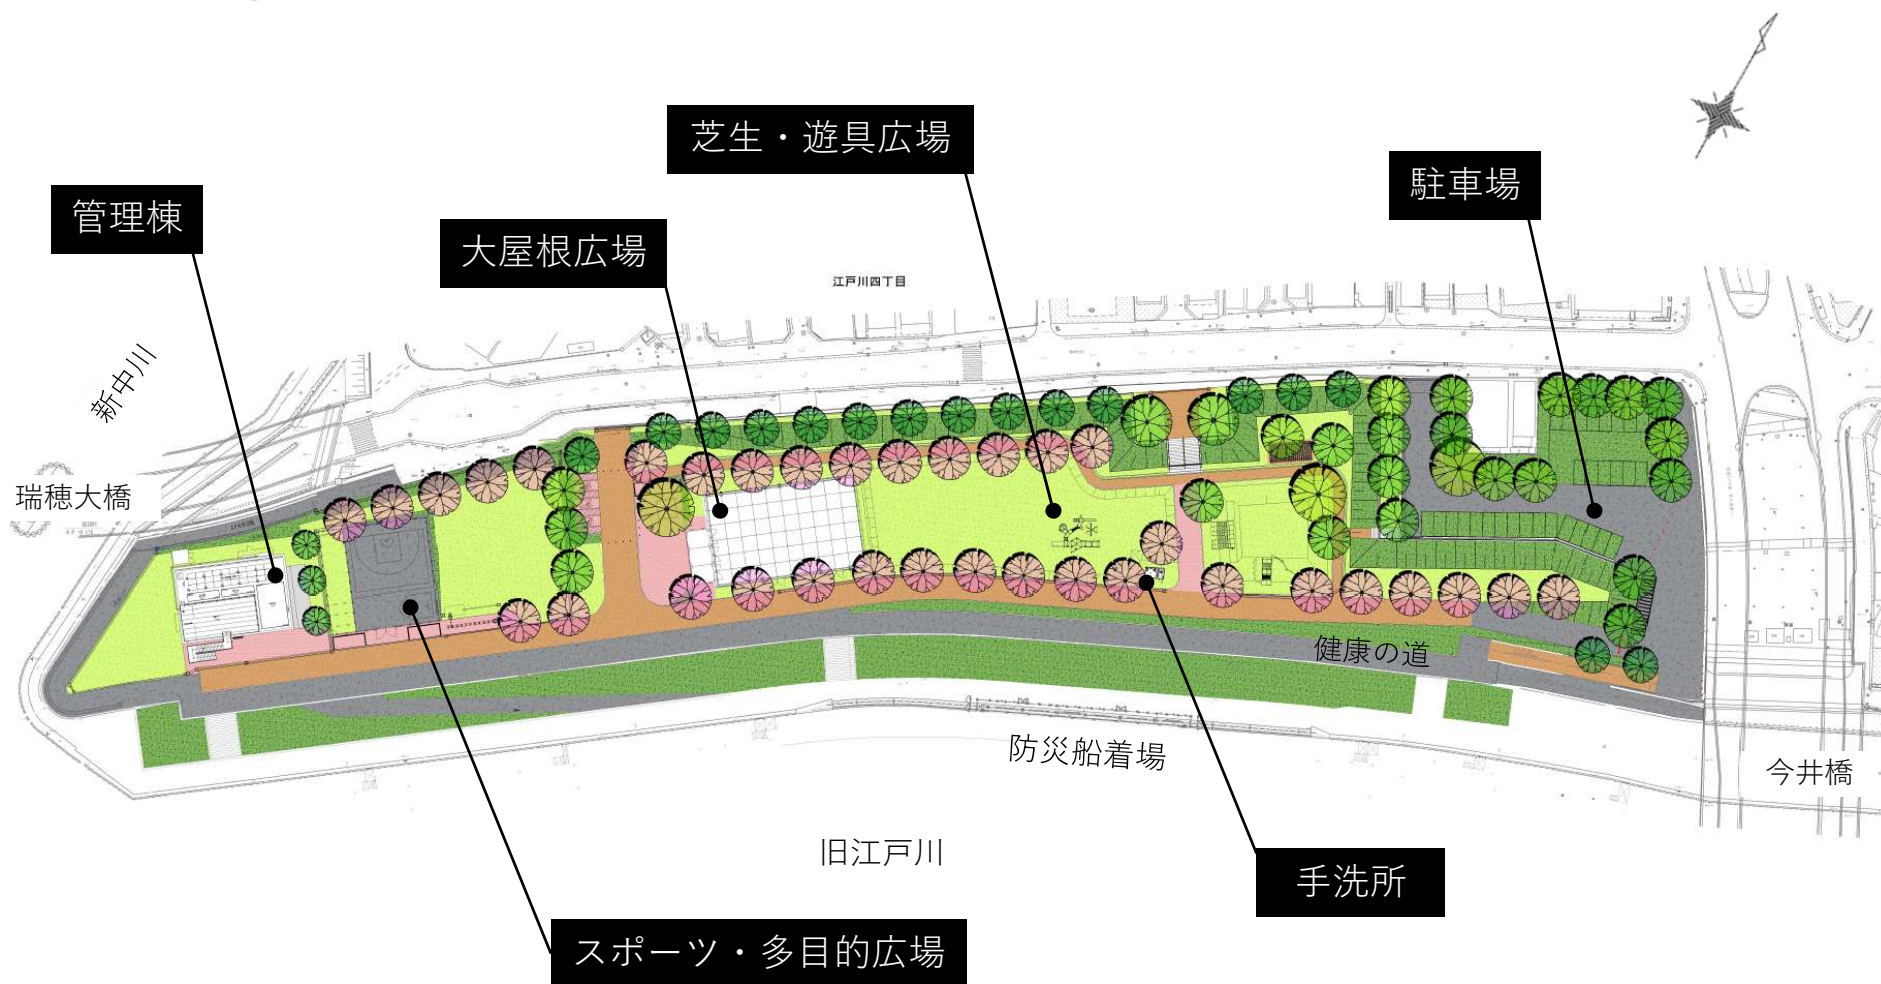 芝生・遊具広場
駐車場
管理棟
大屋根広場
江戸川四丁目
新中川
瑞穂大橋
健康の道
防災船着場
今井橋
旧江戸川
手洗所
スポーツ・多目的広場